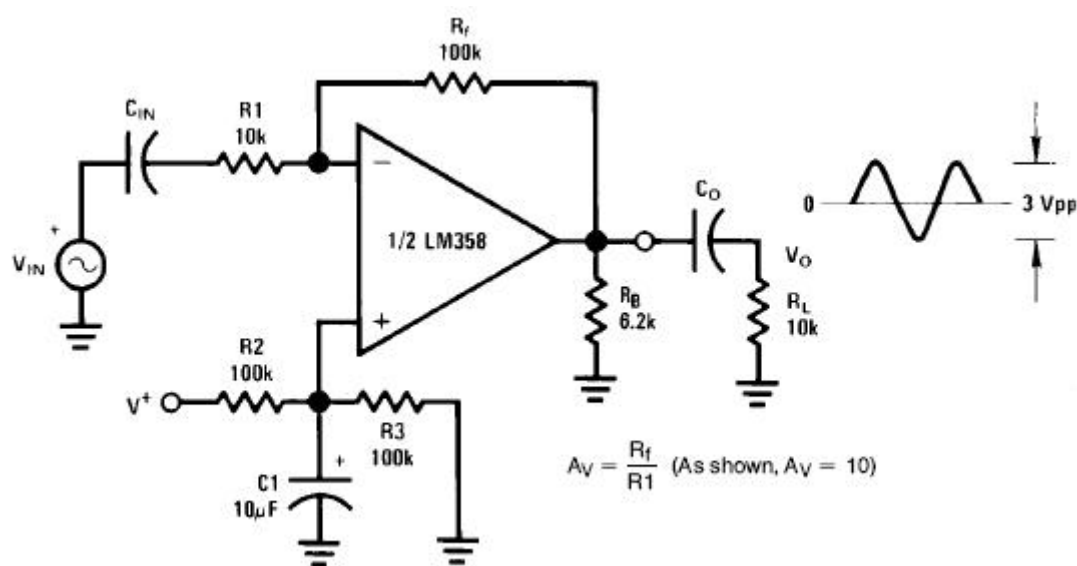 Rf
100k
CIN
R1
10k
−
CO
0
3 Vpp
1/2 LM358
+
VIN
VO
RB
6.2k
RL
10k
+
R2
100k
V+
R3
100k
+
C1
10µF
AV = Rf/R1 (As shown, AV = 10)